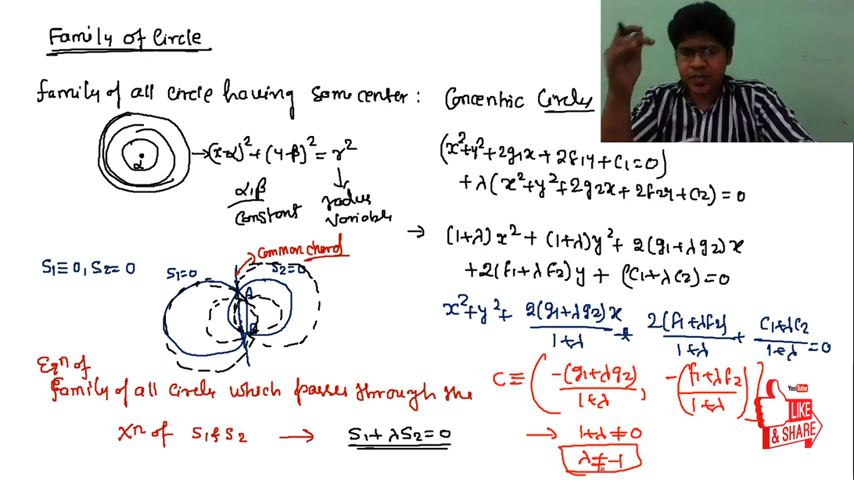 Family of Circle
Family of all circle having same center : Concentric Circles
α
→ (x-α)² + (y-β)² = r²
α, β
constant
radius
variable
(x²+y²+2g₁x+2f₁y+c₁=0)
+λ(x²+y²+2g₂x+2f₂y+c₂)=0
→ (1+λ)x² + (1+λ)y² + 2(g₁+λg₂)x
+2(f₁+λf₂)y + (c₁+λc₂)=0
Common chord
S₁≡0, S₂=0
S₁=0
S₂=0
A
B
x²+y²+ 2(g₁+λg₂)x/1+λ + 2(f₁+λf₂)/1+λ + c₁+λc₂/1+λ =0
Eqⁿ of
Family of all circle which passes through the
Xⁿ of S₁&S₂ → S₁+λS₂=0
C ≡ (-(g₁+λg₂)/1+λ, -(f₁+λf₂)/1+λ)
→ 1+λ≠0
λ≠-1
YouTube
LIKE
& SHARE